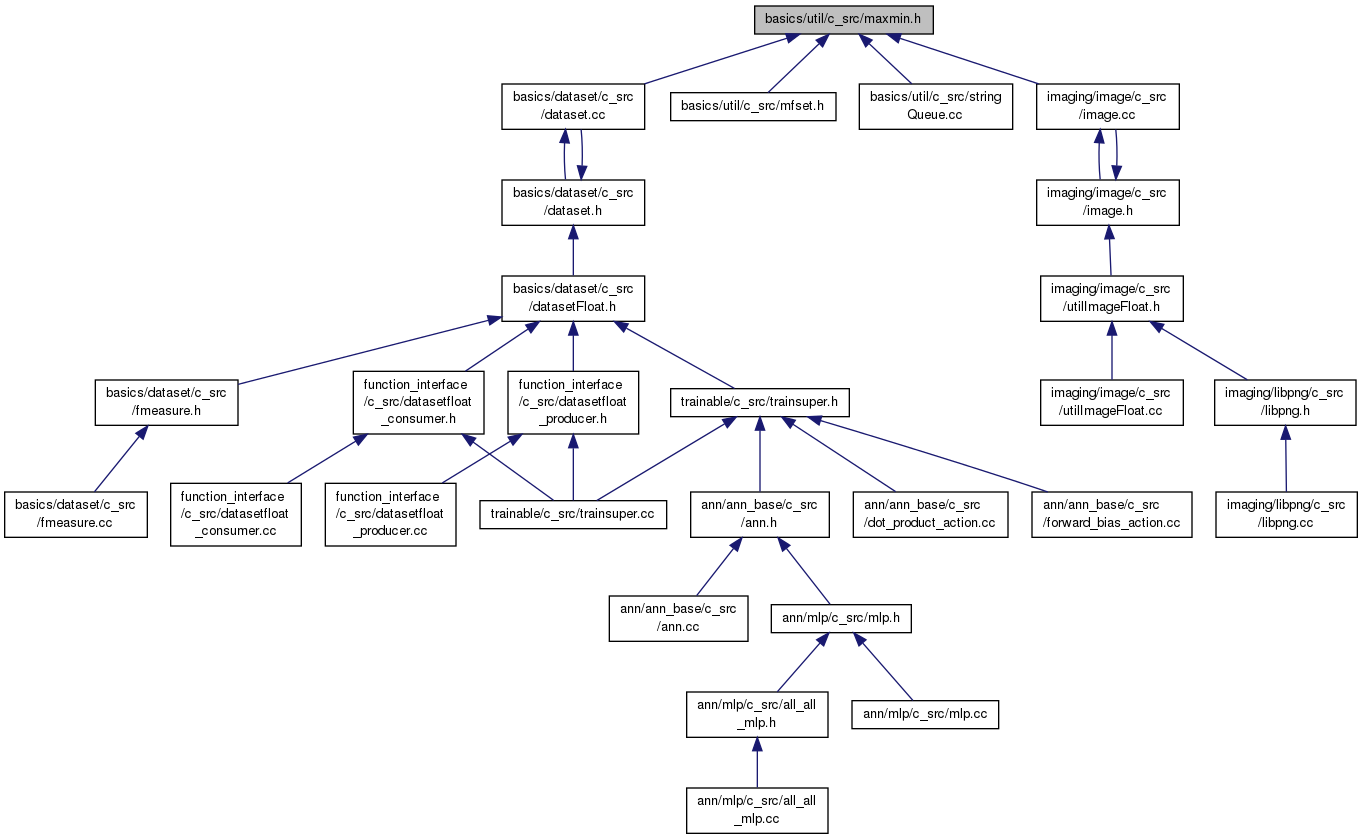 basics/util/c_src/maxmin.h
basics/dataset/c_src
/dataset.cc
basics/util/c_src/mfset.h
basics/util/c_src/string
Queue.cc
imaging/image/c_src
/image.cc
basics/dataset/c_src
/dataset.h
imaging/image/c_src
/image.h
basics/dataset/c_src
/datasetFloat.h
imaging/image/c_src
/utilImageFloat.h
basics/dataset/c_src
/fmeasure.h
function_interface
/c_src/datasetfloat
_consumer.h
function_interface
/c_src/datasetfloat
_producer.h
trainable/c_src/trainsuper.h
imaging/image/c_src
/utilImageFloat.cc
imaging/libpng/c_src
/libpng.h
basics/dataset/c_src
/fmeasure.cc
function_interface
/c_src/datasetfloat
_consumer.cc
function_interface
/c_src/datasetfloat
_producer.cc
trainable/c_src/trainsuper.cc
ann/ann_base/c_src
/ann.h
ann/ann_base/c_src
/dot_product_action.cc
ann/ann_base/c_src
/forward_bias_action.cc
imaging/libpng/c_src
/libpng.cc
ann/ann_base/c_src
/ann.cc
ann/mlp/c_src/mlp.h
ann/mlp/c_src/all_all
_mlp.h
ann/mlp/c_src/mlp.cc
ann/mlp/c_src/all_all
_mlp.cc